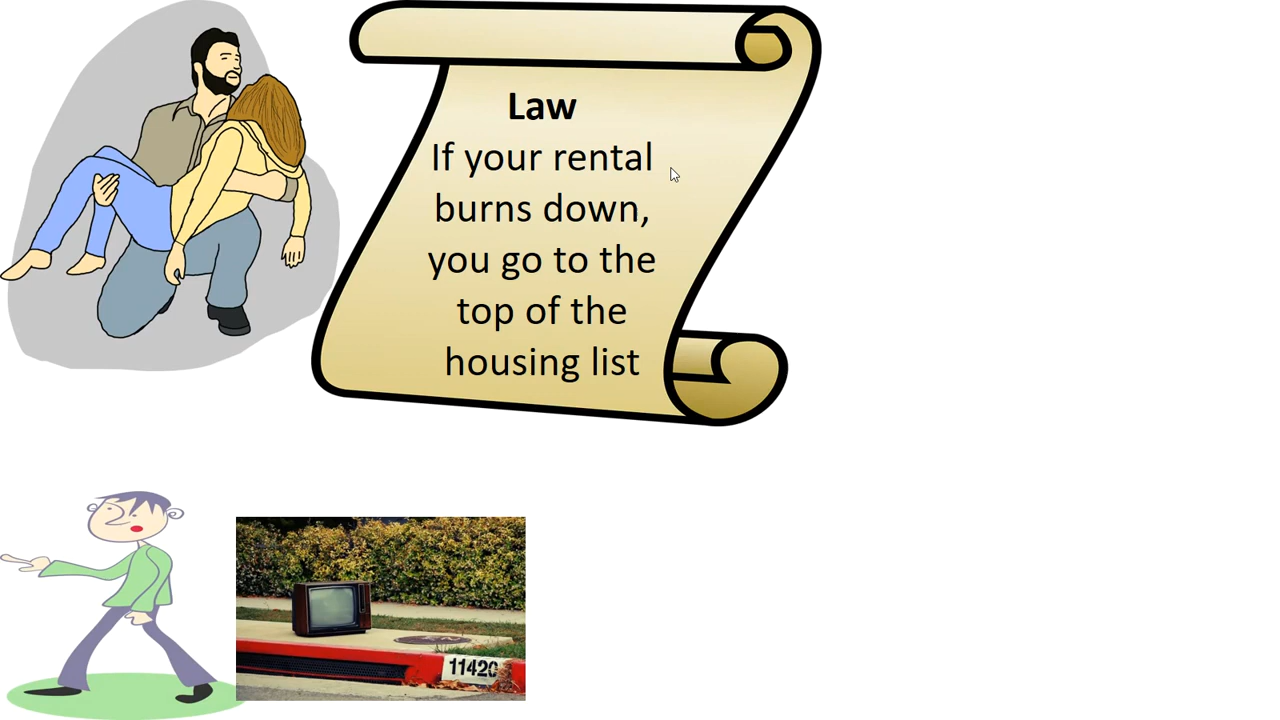 Law
If your rental
burns down,
you go to the
top of the
housing list
11420